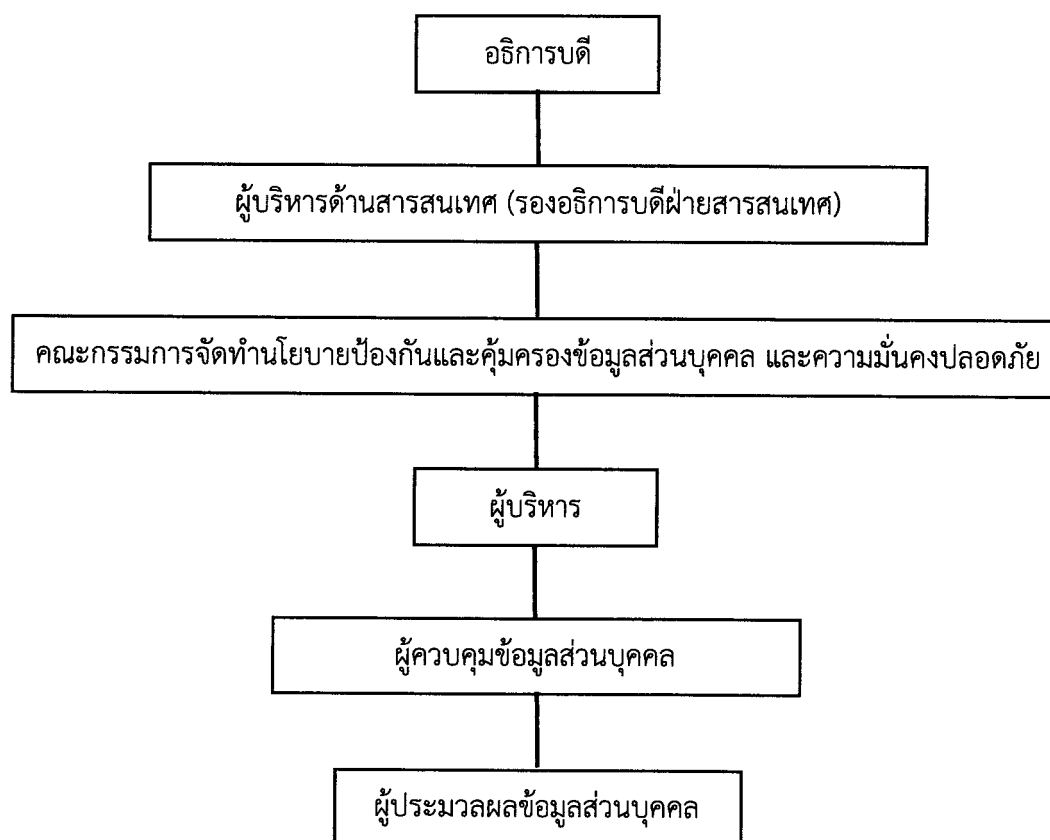 อธิการบดี
ผู้บริหารด้านสารสนเทศ (รองอธิการบดีฝ่ายสารสนเทศ)
คณะกรรมการจัดทำนโยบายป้องกันและคุ้มครองข้อมูลส่วนบุคคล และความมั่นคงปลอดภัย
ผู้บริหาร
ผู้ควบคุมข้อมูลส่วนบุคคล
ผู้ประมวลผลข้อมูลส่วนบุคคล